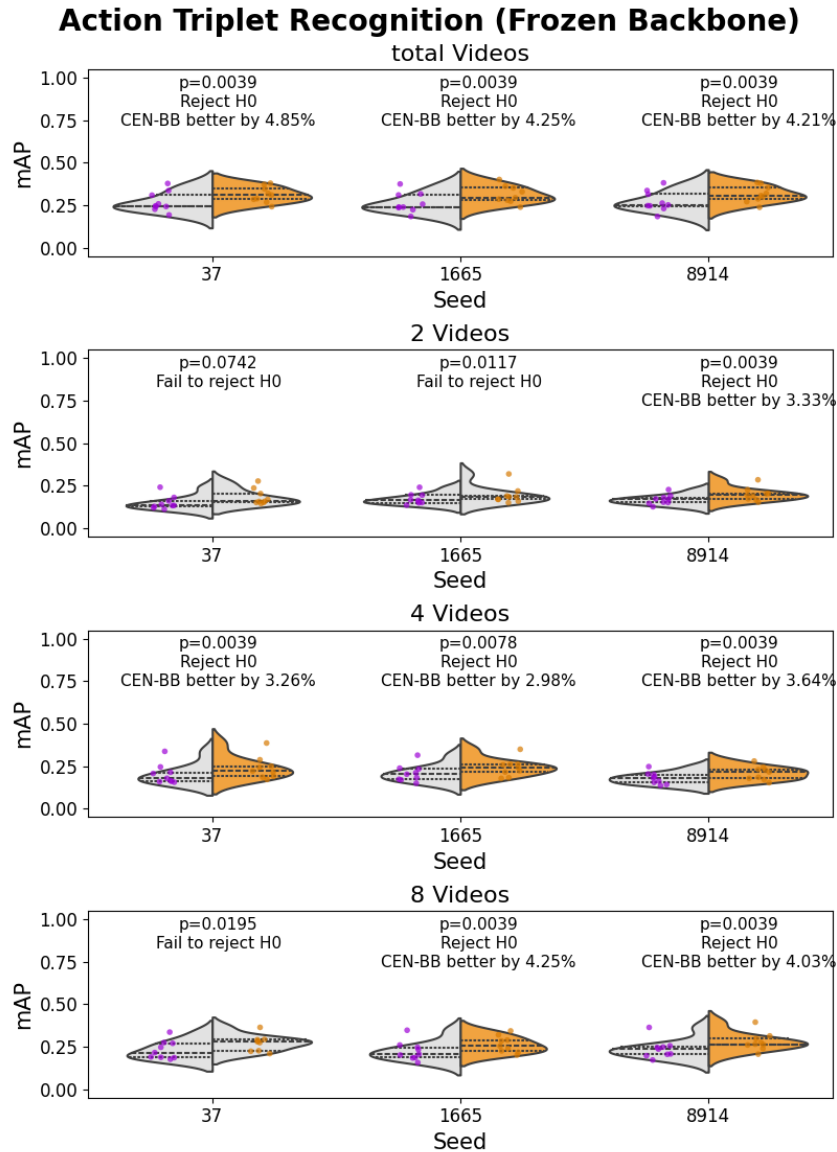 Action Triplet Recognition (Frozen Backbone)
total Videos
mAP
1.00
0.75
0.50
0.25
0.00
p=0.0039
Reject H0
CEN-BB better by 4.85%
p=0.0039
Reject H0
CEN-BB better by 4.25%
p=0.0039
Reject H0
CEN-BB better by 4.21%
37
1665
8914
Seed
2 Videos
mAP
1.00
0.75
0.50
0.25
0.00
p=0.0742
Fail to reject H0
p=0.0117
Fail to reject H0
p=0.0039
Reject H0
CEN-BB better by 3.33%
37
1665
8914
Seed
4 Videos
mAP
1.00
0.75
0.50
0.25
0.00
p=0.0039
Reject H0
CEN-BB better by 3.26%
p=0.0078
Reject H0
CEN-BB better by 2.98%
p=0.0039
Reject H0
CEN-BB better by 3.64%
37
1665
8914
Seed
8 Videos
mAP
1.00
0.75
0.50
0.25
0.00
p=0.0195
Fail to reject H0
p=0.0039
Reject H0
CEN-BB better by 4.25%
p=0.0039
Reject H0
CEN-BB better by 4.03%
37
1665
8914
Seed